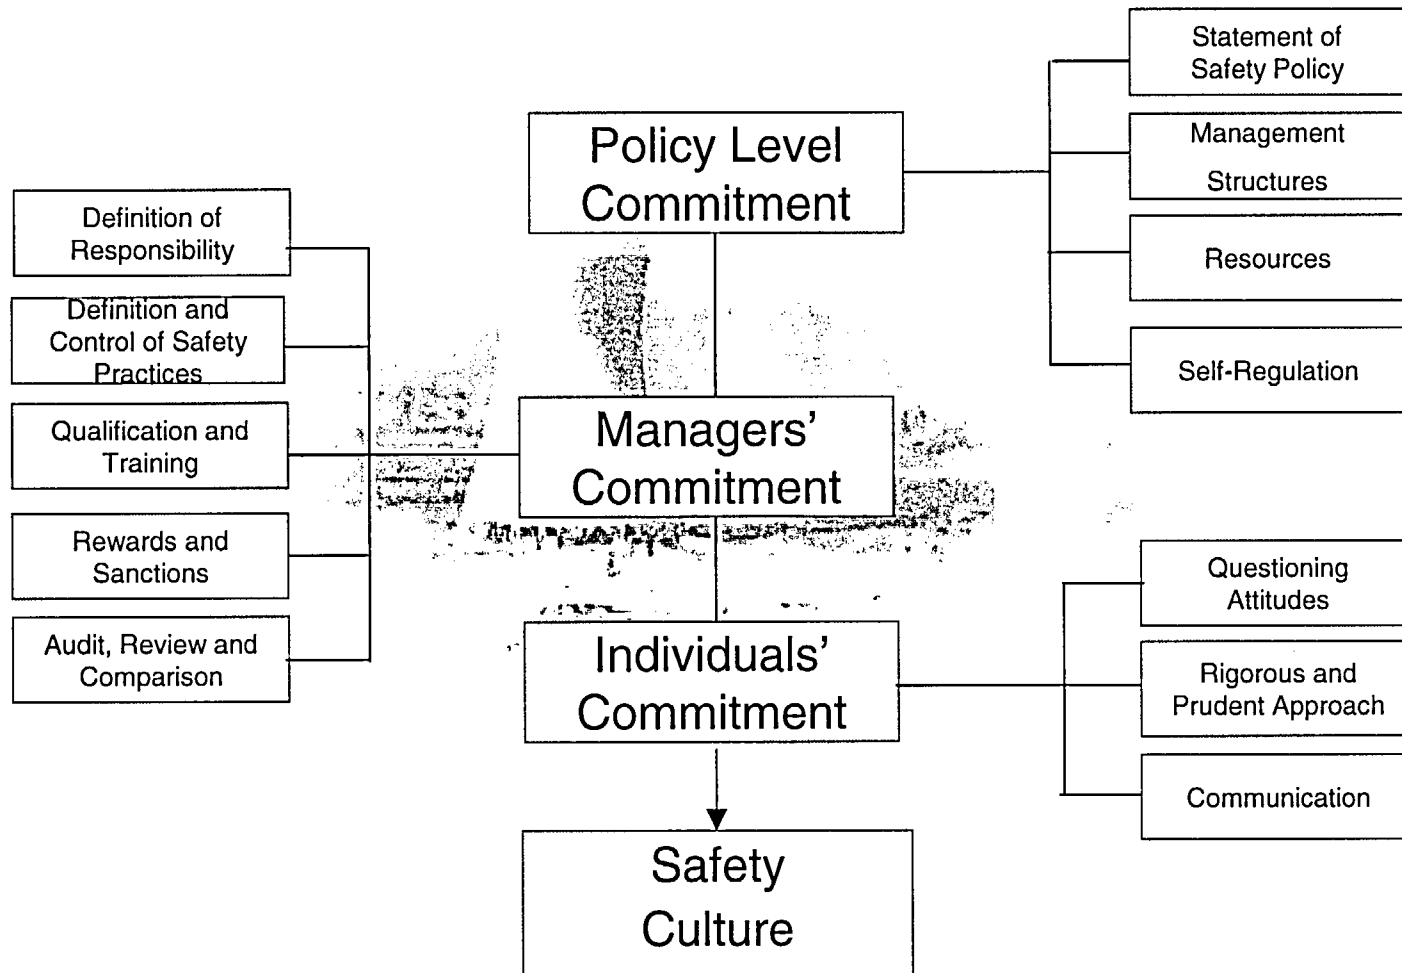 Statement of
Safety Policy
Policy Level
Commitment
Management
Structures
Resources
Self-Regulation
Definition of
Responsibility
Definition and
Control of Safety
Practices
Qualification and
Training
Rewards and
Sanctions
Audit, Review and
Comparison
Managers'
Commitment
Individuals'
Commitment
Questioning
Attitudes
Rigorous and
Prudent Approach
Communication
Safety
Culture